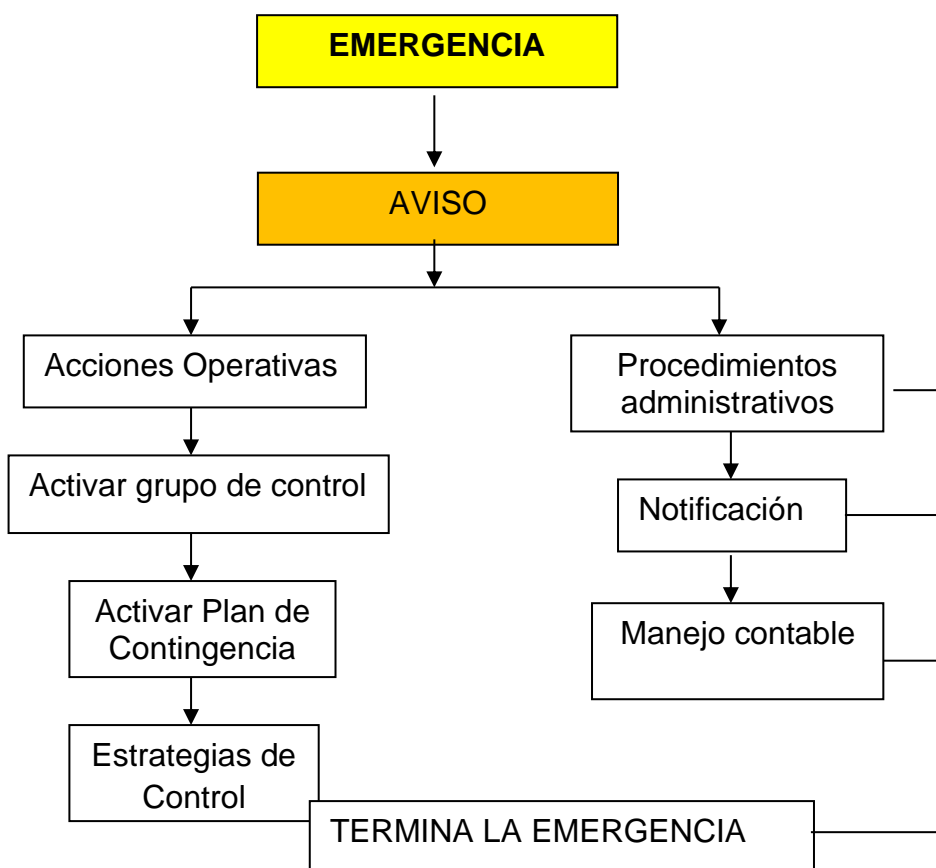 EMERGENCIA
AVISO
Acciones Operativas
Activar grupo de control
Activar Plan de
Contingencia
Estrategias de
Control
Procedimientos
administrativos
Notificación
Manejo contable
TERMINA LA EMERGENCIA